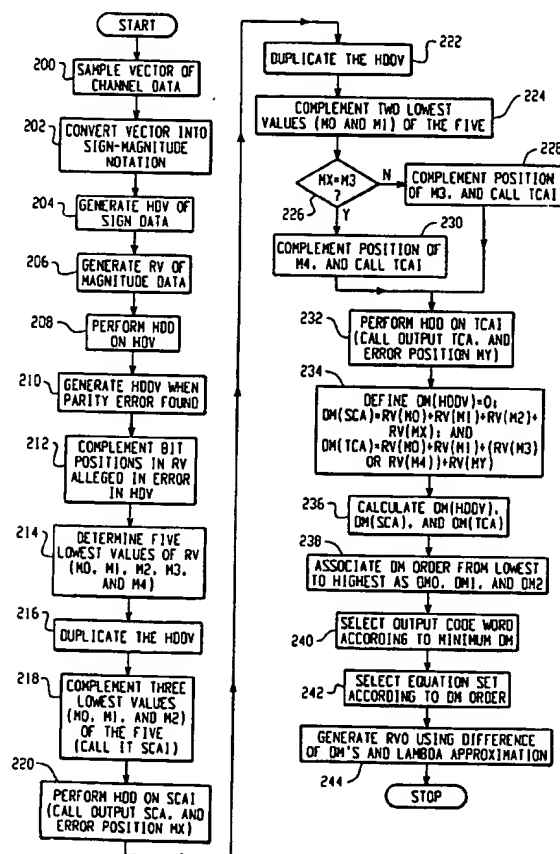 START
200
SAMPLE VECTOR OF
CHANNEL DATA
202
CONVERT VECTOR INTO
SIGN-MAGNITUDE
NOTATION
204
GENERATE HDV OF
SIGN DATA
206
GENERATE RV OF
MAGNITUDE DATA
208
PERFORM HDD
ON HDV
210
GENERATE HDDV WHEN
PARITY ERROR FOUND
212
COMPLEMENT BIT
POSITIONS IN RV
ALLEGED IN ERROR
IN HDV
214
DETERMINE FIVE
LOWEST VALUES OF RV
(M0, M1, M2, M3,
AND M4)
216
DUPLICATE THE HDDV
218
COMPLEMENT THREE
LOWEST VALUES
(M0, M1, AND M2)
OF THE FIVE
(CALL IT SCAI)
220
PERFORM HDD ON SCAI
(CALL OUTPUT SCA, AND
ERROR POSITION MX)
222
DUPLICATE THE HDDV
224
COMPLEMENT TWO LOWEST
VALUES (M0 AND M1) OF THE FIVE
MX=M3
?
226
N
Y
228
COMPLEMENT POSITION
OF M3, AND CALL TCAI
230
COMPLEMENT POSITION OF
M4, AND CALL TCAI
232
PERFORM HDD ON TCAI
(CALL OUTPUT TCA, AND
ERROR POSITION MY)
234
DEFINE DM(HDDV)=0;
DM(SCA)=RV(M0)+RV(M1)+RV(M2)+
RV(MX); AND
DM(TCA)=RV(M0)+RV(M1)+(RV(M3)
OR RV(M4))+RV(MY)
236
CALCULATE DM(HDDV),
DM(SCA), AND DM(TCA)
238
ASSOCIATE DM ORDER FROM LOWEST
TO HIGHEST AS DM0, DM1, AND DM2
240
SELECT OUTPUT CODE WORD
ACCORDING TO MINIMUM DM
242
SELECT EQUATION SET
ACCORDING TO DM ORDER
244
GENERATE RVO USING DIFFERENCE
OF DM'S AND LAMBDA APPROXIMATION
STOP